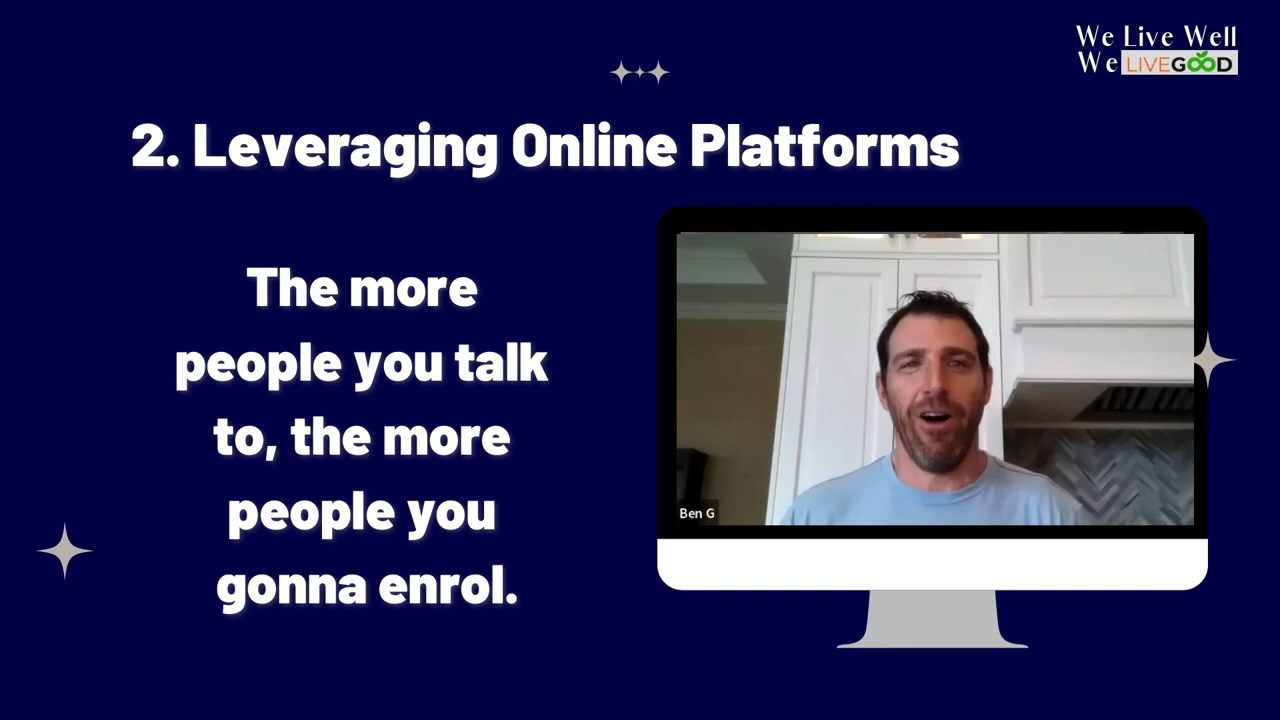 We Live Well
We LIVEGOOD
2. Leveraging Online Platforms
The more
people you talk
to, the more
people you
gonna enrol.
Ben G